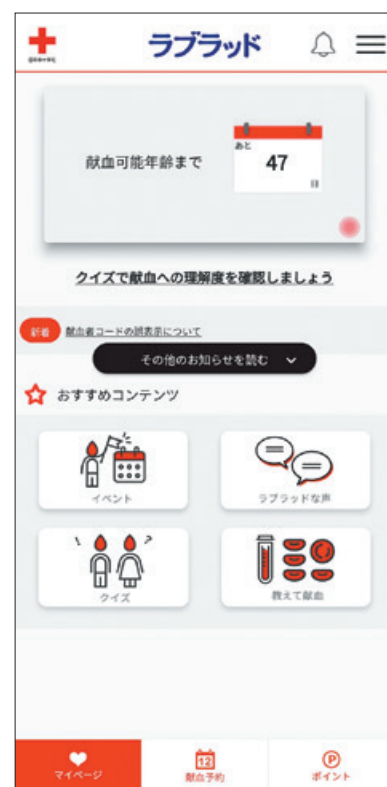 ラブラッド
献血可能年齢まで
あと
47
日
クイズで献血への理解度を確認しましょう
新着 献血者コードの誤表示について
その他のお知らせを読む
おすすめコンテンツ
イベント
ラブラッドな声
クイズ
教えて献血
マイページ
12
献血予約
P
ポイント